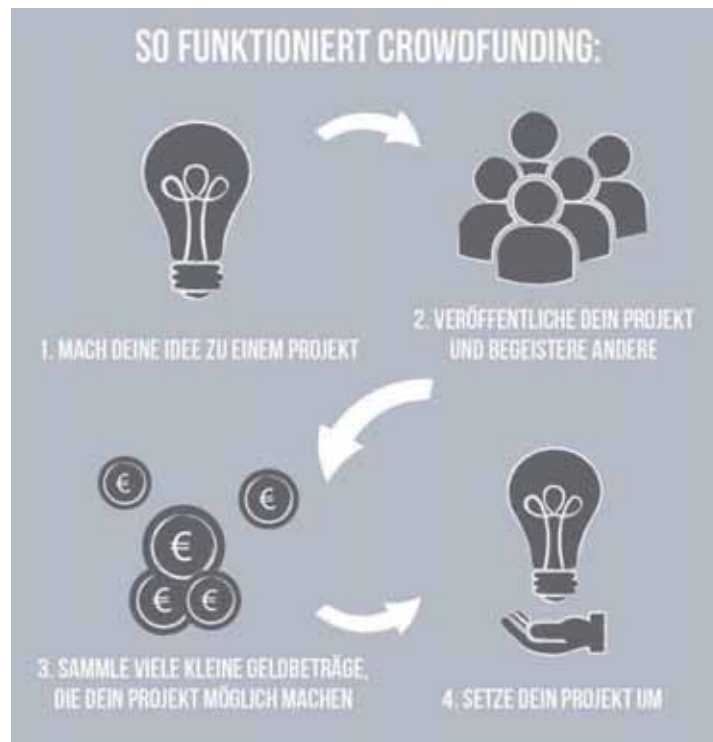 SO FUNKTIONIERT CROWDFUNDING:
1. MACH DEINE IDEE ZU EINEM PROJEKT
2. VERÖFFENTLICHE DEIN PROJEKT
UND BEGEISTERE ANDERE
€
€
€
€
€
3. SAMMLE VIELE KLEINE GELDBETRÄGE,
DIE DEIN PROJEKT MÖGLICH MACHEN
4. SETZE DEIN PROJEKT UM